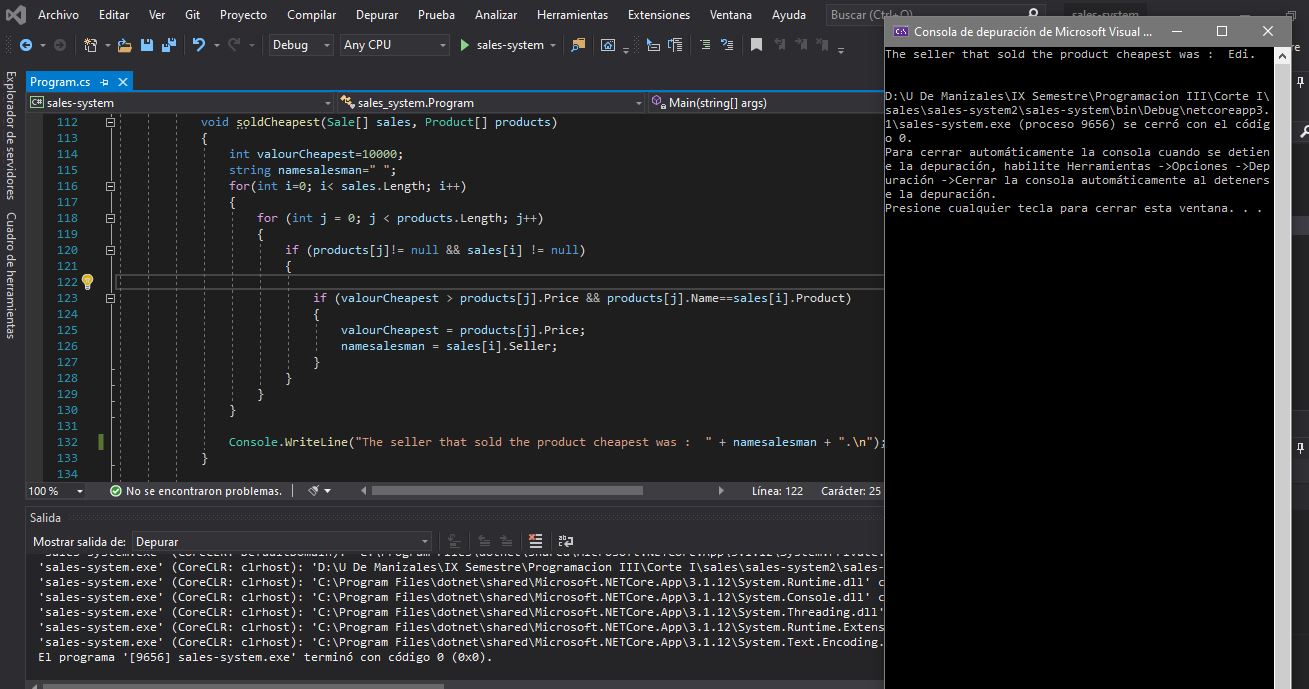 Archivo Editar Ver Git Proyecto Compilar Depurar Prueba Analizar Herramientas Extensiones Ventana Ayuda Buscar (Ctrl+Q) sales-system
Debug Any CPU sales-system
Explorador de servidores
Cuadro de herramientas
Program.cs
C# sales-system sales_system.Program Main(string[] args)
112 void soldCheapest(Sale[] sales, Product[] products)
113 {
114 int valourCheapest=10000;
115 string namesalesman=" ";
116 for(int i=0; i< sales.Length; i++)
117 {
118 for (int j = 0; j < products.Length; j++)
119 {
120 if (products[j]!= null && sales[i] != null)
121 {
122
123 if (valourCheapest > products[j].Price && products[j].Name==sales[i].Product)
124 {
125 valourCheapest = products[j].Price;
126 namesalesman = sales[i].Seller;
127 }
128 }
129 }
130 }
131
132 Console.WriteLine("The seller that sold the product cheapest was :  " + namesalesman + ".\n");
133 }
134
100 % No se encontraron problemas. Línea: 122 Carácter: 25
Salida
Mostrar salida de: Depurar
'sales-system.exe' (CoreCLR: DefaultDomain):
'sales-system.exe' (CoreCLR: clrhost): 'D:\U De Manizales\IX Semestre\Programacion III\Corte I\sales\sales-system2\sales-
'sales-system.exe' (CoreCLR: clrhost): 'C:\Program Files\dotnet\shared\Microsoft.NETCore.App\3.1.12\System.Runtime.dll' c
'sales-system.exe' (CoreCLR: clrhost): 'C:\Program Files\dotnet\shared\Microsoft.NETCore.App\3.1.12\System.Console.dll' c
'sales-system.exe' (CoreCLR: clrhost): 'C:\Program Files\dotnet\shared\Microsoft.NETCore.App\3.1.12\System.Threading.dll'
'sales-system.exe' (CoreCLR: clrhost): 'C:\Program Files\dotnet\shared\Microsoft.NETCore.App\3.1.12\System.Runtime.Extens
'sales-system.exe' (CoreCLR: clrhost): 'C:\Program Files\dotnet\shared\Microsoft.NETCore.App\3.1.12\System.Text.Encoding.
El programa '[9656] sales-system.exe' terminó con código 0 (0x0).
Consola de depuración de Microsoft Visual ...
The seller that sold the product cheapest was :  Edi.
D:\U De Manizales\IX Semestre\Programacion III\Corte I\
sales\sales-system2\sales-system\bin\Debug\netcoreapp3.
1\sales-system.exe (proceso 9656) se cerró con el códig
o 0.
Para cerrar automáticamente la consola cuando se detien
e la depuración, habilite Herramientas ->Opciones ->Dep
uración ->Cerrar la consola automáticamente al deteners
e la depuración.
Presione cualquier tecla para cerrar esta ventana. . .